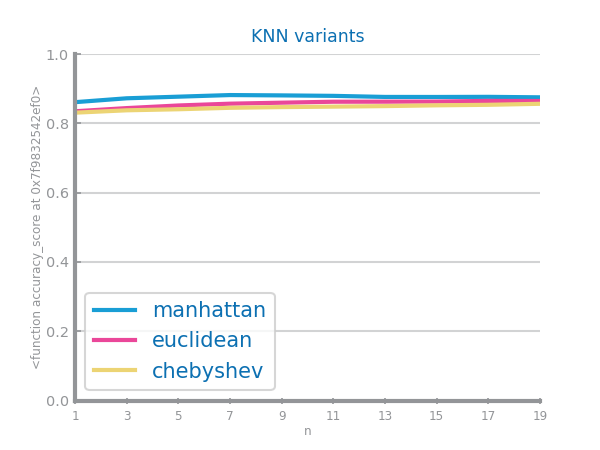 KNN variants
<function accuracy_score at 0x7f9832542ef0>
1.0
0.8
0.6
0.4
0.2
0.0
manhattan
euclidean
chebyshev
1 3 5 7 9 11 13 15 17 19
n